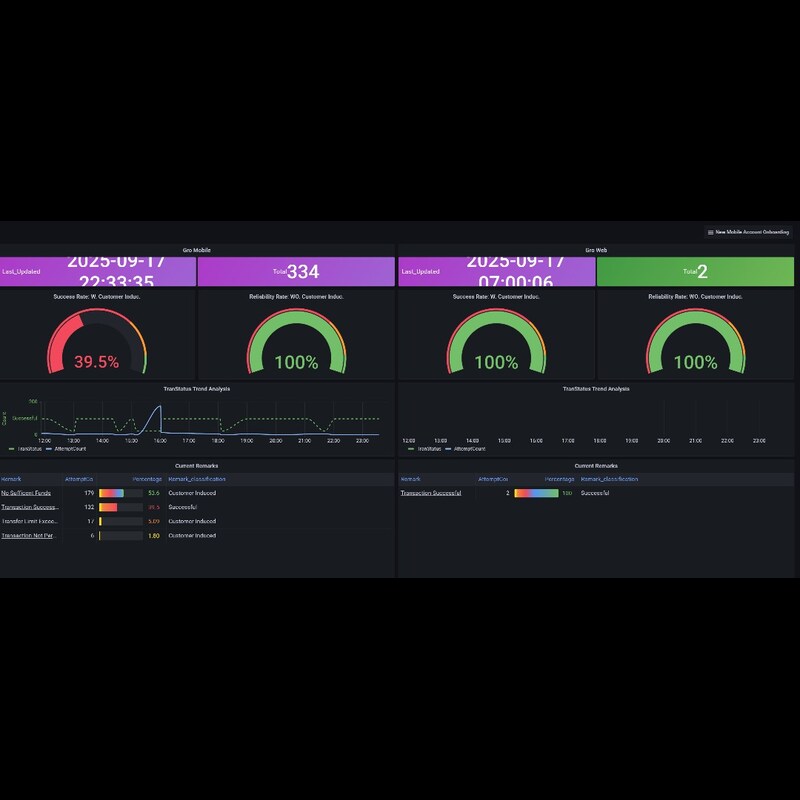 New Mobile Account Onboarding
Gro Mobile
Gro Web
Last_Updated
2025-09-17
22:33:35
Total 334
Last_Updated
2025-09-17
07:00:06
Total 2
Success Rate: W. Customer Induc.
Reliability Rate: WO. Customer Induc.
Success Rate: W. Customer Induc.
Reliability Rate: WO. Customer Induc.
39.5%
100%
100%
100%
TranStatus Trend Analysis
TranStatus Trend Analysis
Count
Successful
0
12:00 13:00 14:00 15:00 16:00 17:00 18:00 19:00 20:00 21:00 22:00 23:00
TranStatus AttemptCount
12:00 13:00 14:00 15:00 16:00 17:00 18:00 19:00 20:00 21:00 22:00 23:00
TranStatus AttemptCount
Current Remarks
Remark AttemptCo Percentage Remark_classification
No Sufficient Funds 179 53.6 Customer Induced
Transaction Success... 132 39.5 Successful
Transfer Limit Excee... 17 5.09 Customer Induced
Transaction Not Per... 6 1.80 Customer Induced
Current Remarks
Remark AttemptCo Percentage Remark_classification
Transaction Successful 2 100 Successful